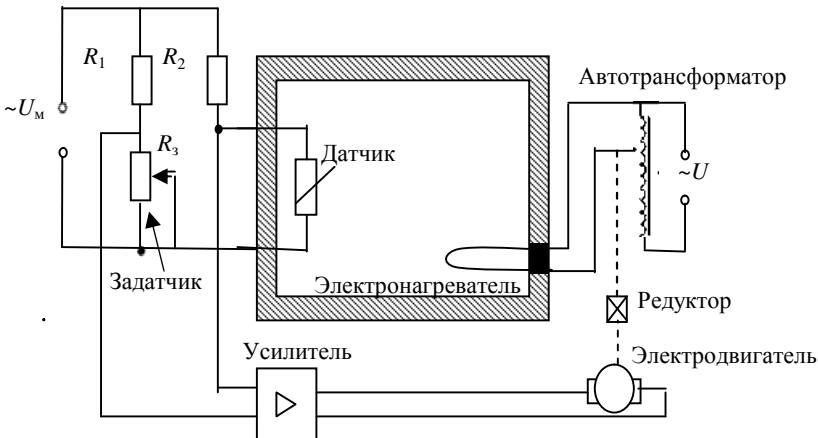 R1
R2
Автотрансформатор
~Uм
Rз
Датчик
~U
Задатчик
Электронагреватель
Редуктор
Усилитель
Электродвигатель